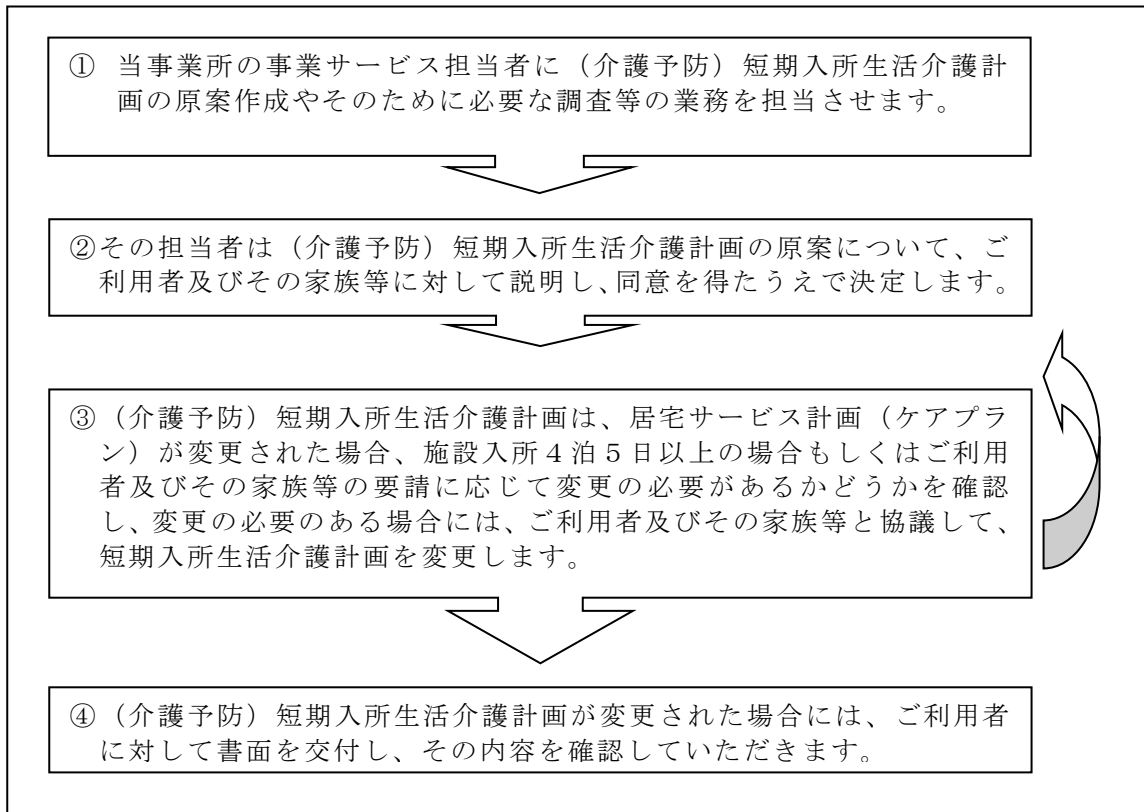 ① 当事業所の事業サービス担当者に（介護予防）短期入所生活介護計
画の原案作成やそのために必要な調査等の業務を担当させます。
②その担当者は（介護予防）短期入所生活介護計画の原案について、ご
利用者及びその家族等に対して説明し、同意を得たうえで決定します。
③（介護予防）短期入所生活介護計画は、居宅サービス計画（ケアプラ
ン）が変更された場合、施設入所４泊５日以上の場合もしくはご利用
者及びその家族等の要請に応じて変更の必要があるかどうかを確認
し、変更の必要のある場合には、ご利用者及びその家族等と協議して、
短期入所生活介護計画を変更します。
④（介護予防）短期入所生活介護計画が変更された場合には、ご利用者
に対して書面を交付し、その内容を確認していただきます。